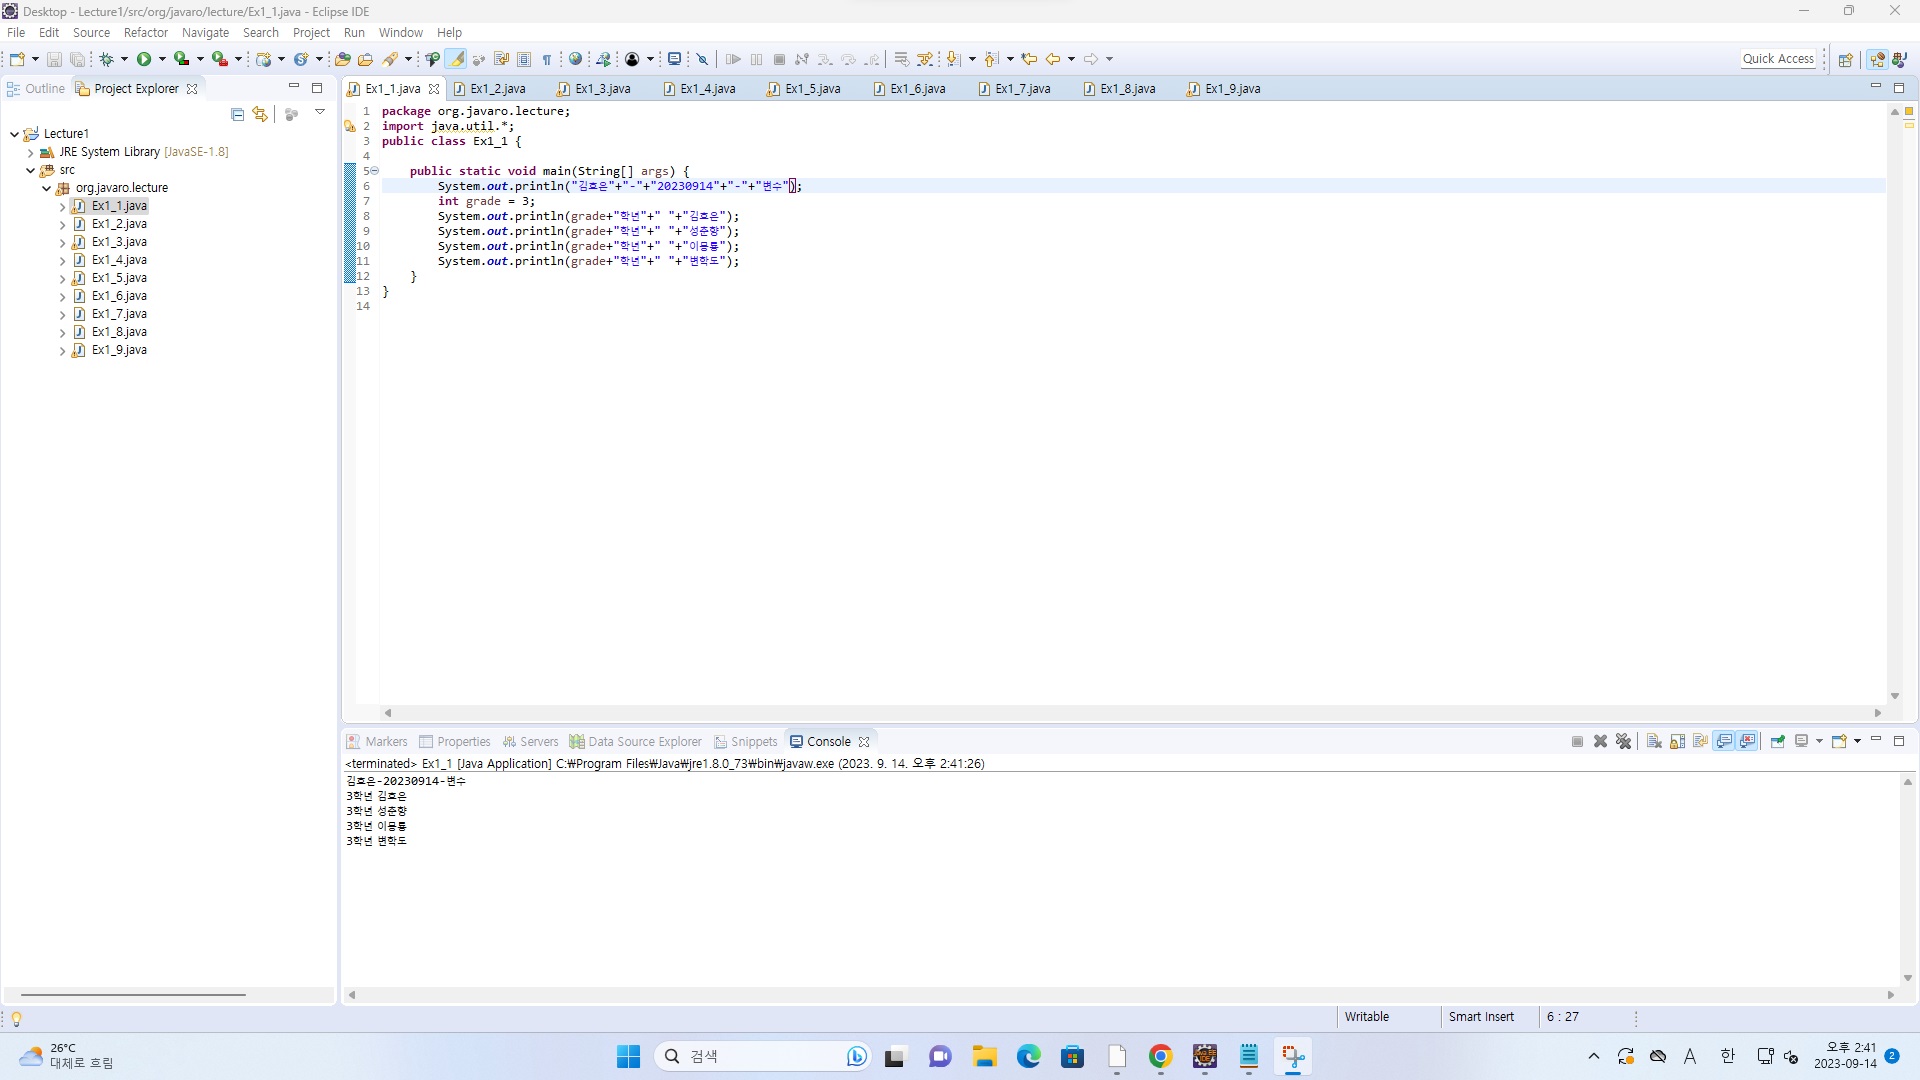 Desktop - Lecture1/src/org/javaro/lecture/Ex1_1.java - Eclipse IDE
File Edit Source Refactor Navigate Search Project Run Window Help
Quick Access
Outline Project Explorer
Ex1_1.java Ex1_2.java Ex1_3.java Ex1_4.java Ex1_5.java Ex1_6.java Ex1_7.java Ex1_8.java Ex1_9.java
Lecture1
JRE System Library [JavaSE-1.8]
src
org.javaro.lecture
Ex1_1.java
Ex1_2.java
Ex1_3.java
Ex1_4.java
Ex1_5.java
Ex1_6.java
Ex1_7.java
Ex1_8.java
Ex1_9.java
1 package org.javaro.lecture;
2 import java.util.*;
3 public class Ex1_1 {
4
5 public static void main(String[] args) {
6 System.out.println("김효은"+"-"+"20230914"+"-"+"변수");
7 int grade = 3;
8 System.out.println(grade+"학년"+" "+"김효은");
9 System.out.println(grade+"학년"+" "+"성춘향");
10 System.out.println(grade+"학년"+" "+"이몽룡");
11 System.out.println(grade+"학년"+" "+"변학도");
12 }
13 }
14
Markers Properties Servers Data Source Explorer Snippets Console
<terminated> Ex1_1 [Java Application] C:₩Program Files₩Java₩jre1.8.0_73₩bin₩javaw.exe (2023. 9. 14. 오후 2:41:26)
김효은-20230914-변수
3학년 김효은
3학년 성춘향
3학년 이몽룡
3학년 변학도
Writable Smart Insert 6 : 27
26°C
대체로 흐림
검색
A 한
오후 2:41
2023-09-14
2